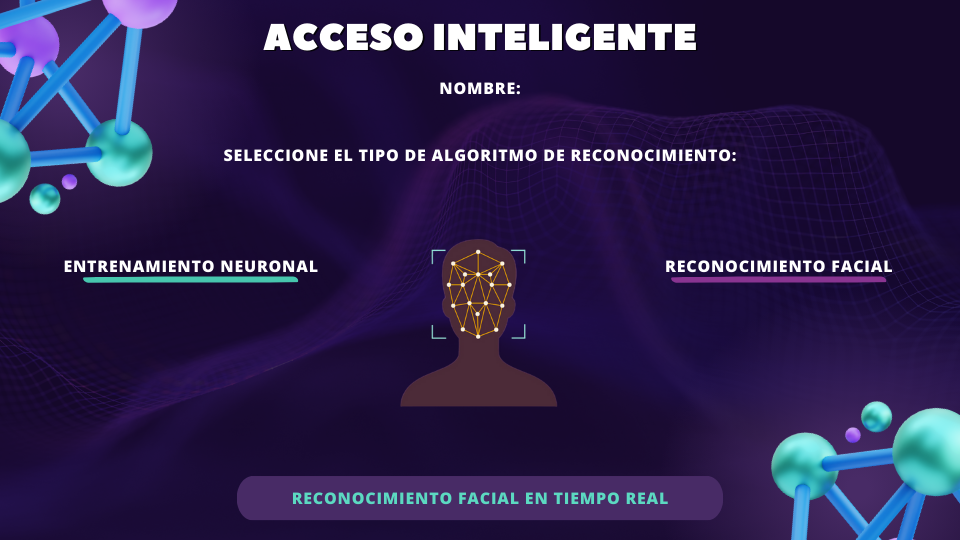 ACCESO INTELIGENTE
NOMBRE:
SELECCIONE EL TIPO DE ALGORITMO DE RECONOCIMIENTO:
ENTRENAMIENTO NEURONAL
RECONOCIMIENTO FACIAL
RECONOCIMIENTO FACIAL EN TIEMPO REAL